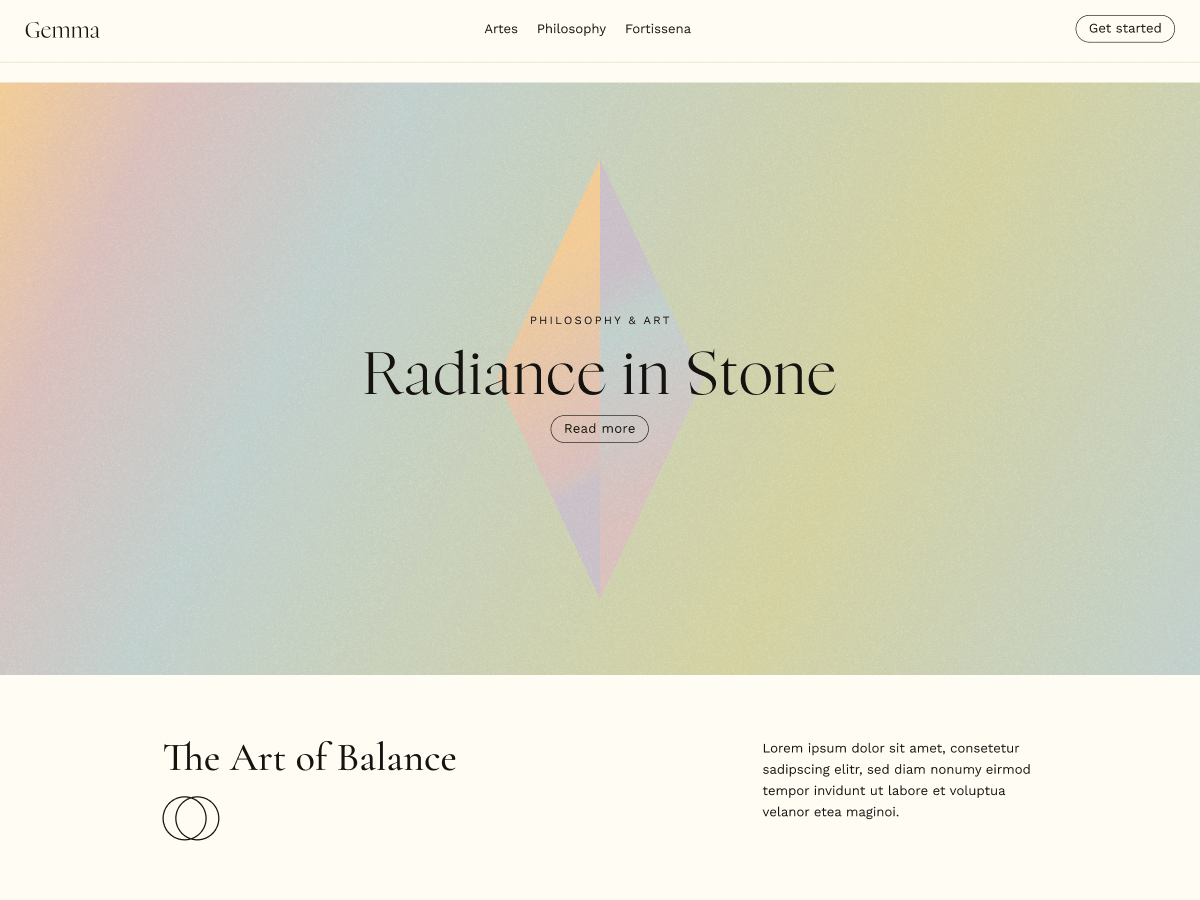 Gemma
Artes Philosophy Fortissena
Get started
PHILOSOPHY & ART
Radiance in Stone
Read more
The Art of Balance
Lorem ipsum dolor sit amet, consetetur
sadipscing elitr, sed diam nonumy eirmod
tempor invidunt ut labore et voluptua
velanor etea maginoi.